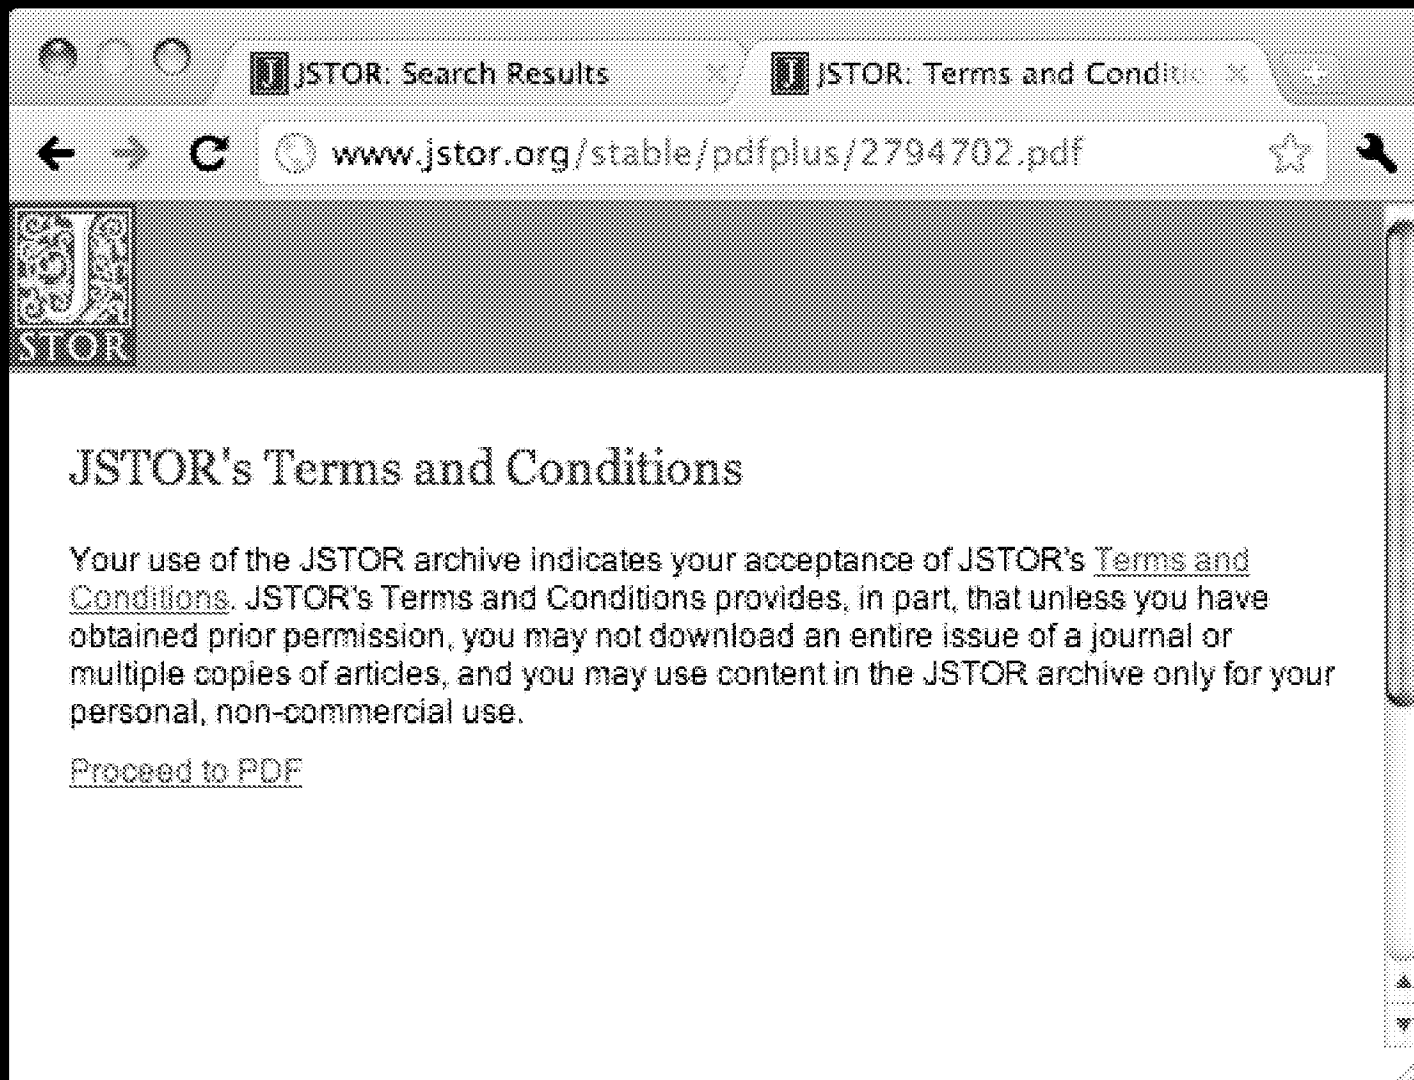 JSTOR: Search Results
JSTOR: Terms and Conditio
www.jstor.org/stable/pdfplus/2794702.pdf
J
STOR
JSTOR's Terms and Conditions
Your use of the JSTOR archive indicates your acceptance of JSTOR's Terms and
Conditions. JSTOR's Terms and Conditions provides, in part, that unless you have
obtained prior permission, you may not download an entire issue of a journal or
multiple copies of articles, and you may use content in the JSTOR archive only for your
personal, non-commercial use.
Proceed to PDF